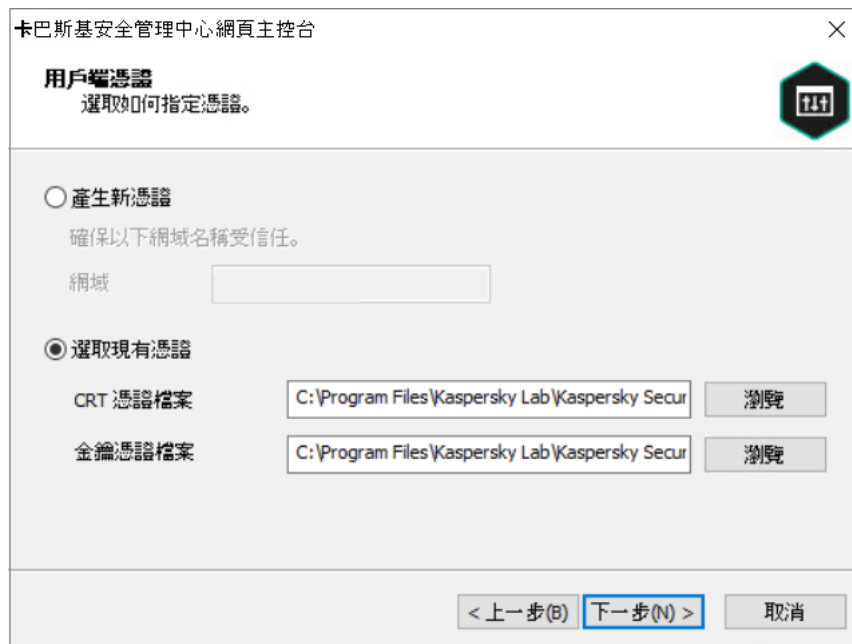 卡巴斯基安全管理中心網頁主控台
用戶端憑證
選取如何指定憑證。
產生新憑證
確保以下網域名稱受信任。
網域
選取現有憑證
CRT 憑證檔案 C:\Program Files\Kaspersky Lab\Kaspersky Secur 瀏覽
金鑰憑證檔案 C:\Program Files\Kaspersky Lab\Kaspersky Secur 瀏覽
< 上一步(B) 下一步(N) > 取消